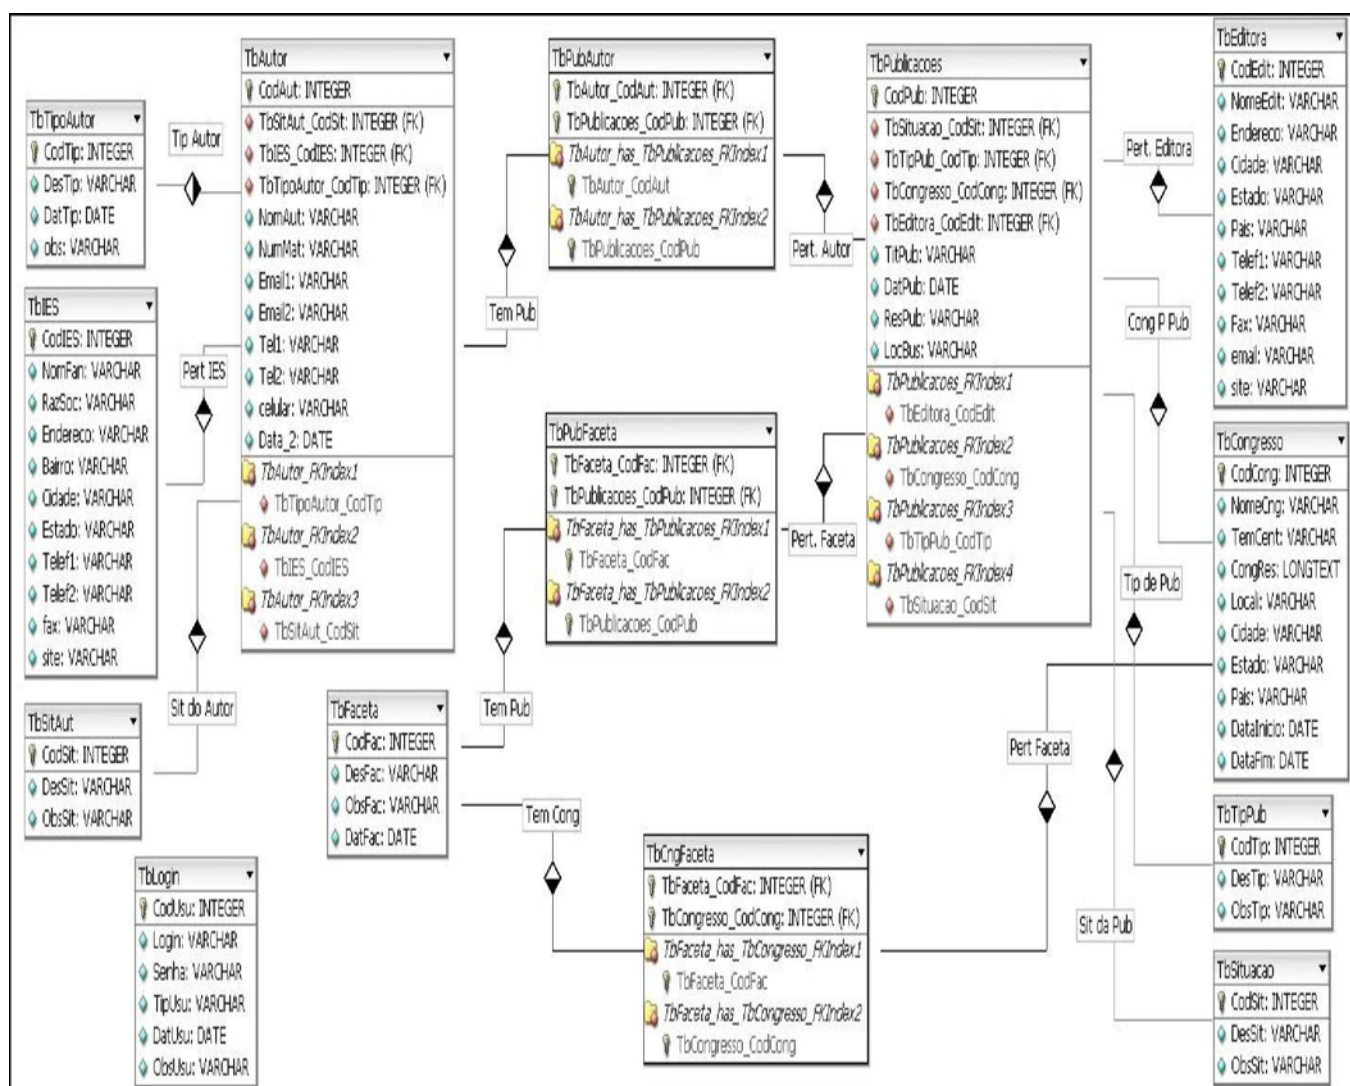 TbTipoAutor
CodTip: INTEGER
DesTip: VARCHAR
DatTip: DATE
obs: VARCHAR
Tip Autor
TbIES
CodIES: INTEGER
NomFan: VARCHAR
RazSoc: VARCHAR
Endereco: VARCHAR
Bairro: VARCHAR
Cidade: VARCHAR
Estado: VARCHAR
Telef1: VARCHAR
Telef2: VARCHAR
fax: VARCHAR
site: VARCHAR
Pert IES
TbSitAut
CodSit: INTEGER
DesSit: VARCHAR
ObsSit: VARCHAR
Sit do Autor
TbLogin
CodUsu: INTEGER
Login: VARCHAR
Senha: VARCHAR
TipUsu: VARCHAR
DatUsu: DATE
ObsUsu: VARCHAR
TbAutor
CodAut: INTEGER
TbSitAut_CodSit: INTEGER (FK)
TbIES_CodIES: INTEGER (FK)
TbTipoAutor_CodTip: INTEGER (FK)
NomAut: VARCHAR
NumMat: VARCHAR
Email1: VARCHAR
Email2: VARCHAR
Tel1: VARCHAR
Tel2: VARCHAR
celular: VARCHAR
Data_2: DATE
TbAutor_FKIndex1
TbTipoAutor_CodTip
TbAutor_FKIndex2
TbIES_CodIES
TbAutor_FKIndex3
TbSitAut_CodSit
Tem Pub
TbFaceta
CodFac: INTEGER
DesFac: VARCHAR
ObsFac: VARCHAR
DatFac: DATE
Tem Pub
Tem Cong
TbPubAutor
TbAutor_CodAut: INTEGER (FK)
TbPublicacoes_CodPub: INTEGER (FK)
TbAutor_has_TbPublicacoes_FKIndex1
TbAutor_CodAut
TbAutor_has_TbPublicacoes_FKIndex2
TbPublicacoes_CodPub
Pert. Autor
TbPubFaceta
TbFaceta_CodFac: INTEGER (FK)
TbPublicacoes_CodPub: INTEGER (FK)
TbFaceta_has_TbPublicacoes_FKIndex1
TbFaceta_CodFac
TbFaceta_has_TbPublicacoes_FKIndex2
TbPublicacoes_CodPub
Pert. Faceta
TbCngFaceta
TbFaceta_CodFac: INTEGER (FK)
TbCongresso_CodCong: INTEGER (FK)
TbFaceta_has_TbCongresso_FKIndex1
TbFaceta_CodFac
TbFaceta_has_TbCongresso_FKIndex2
TbCongresso_CodCong
Pert Faceta
TbPublicacoes
CodPub: INTEGER
TbSituacao_CodSit: INTEGER (FK)
TbTipPub_CodTip: INTEGER (FK)
TbCongresso_CodCong: INTEGER (FK)
TbEditora_CodEdit: INTEGER (FK)
TitPub: VARCHAR
DatPub: DATE
ResPub: VARCHAR
LocBus: VARCHAR
TbPublicacoes_FKIndex1
TbEditora_CodEdit
TbPublicacoes_FKIndex2
TbCongresso_CodCong
TbPublicacoes_FKIndex3
TbTipPub_CodTip
TbPublicacoes_FKIndex4
TbSituacao_CodSit
Pert. Editora
Cong P Pub
Tip de Pub
Sit da Pub
TbEditora
CodEdit: INTEGER
NomeEdit: VARCHAR
Endereco: VARCHAR
Cidade: VARCHAR
Estado: VARCHAR
Pais: VARCHAR
Telef1: VARCHAR
Telef2: VARCHAR
Fax: VARCHAR
email: VARCHAR
site: VARCHAR
TbCongresso
CodCong: INTEGER
NomeCng: VARCHAR
TemCent: VARCHAR
CongRes: LONGTEXT
Local: VARCHAR
Cidade: VARCHAR
Estado: VARCHAR
Pais: VARCHAR
DataInicio: DATE
DataFim: DATE
TbTipPub
CodTip: INTEGER
DesTip: VARCHAR
ObsTip: VARCHAR
TbSituacao
CodSit: INTEGER
DesSit: VARCHAR
ObsSit: VARCHAR